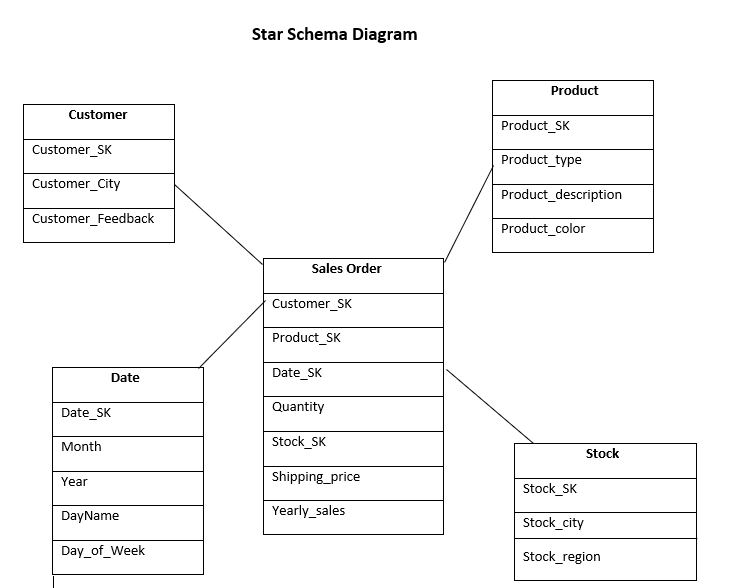 Star Schema Diagram
Customer
Customer_SK
Customer_City
Customer_Feedback
Product
Product_SK
Product_type
Product_description
Product_color
Sales Order
Customer_SK
Product_SK
Date_SK
Quantity
Stock_SK
Shipping_price
Yearly_sales
Date
Date_SK
Month
Year
DayName
Day_of_Week
Stock
Stock_SK
Stock_city
Stock_region